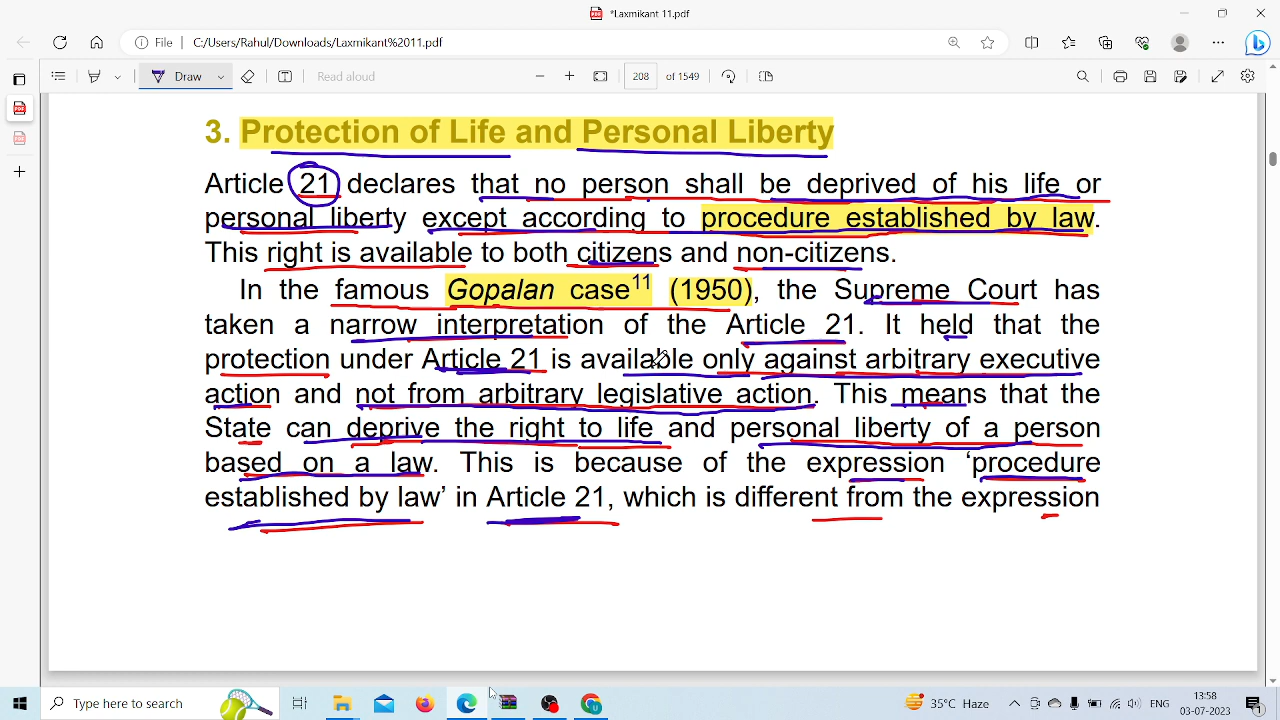 *Laxmikant 11.pdf
File C:/Users/Rahul/Downloads/Laxmikant%2011.pdf
Draw Read aloud 208 of 1549
3. Protection of Life and Personal Liberty
Article 21 declares that no person shall be deprived of his life or
personal liberty except according to procedure established by law.
This right is available to both citizens and non-citizens.
In the famous Gopalan case11 (1950), the Supreme Court has
taken a narrow interpretation of the Article 21. It held that the
protection under Article 21 is available only against arbitrary executive
action and not from arbitrary legislative action. This means that the
State can deprive the right to life and personal liberty of a person
based on a law. This is because of the expression ‘procedure
established by law’ in Article 21, which is different from the expression
Type here to search 35°C Haze ENG 13:53
03-07-2023